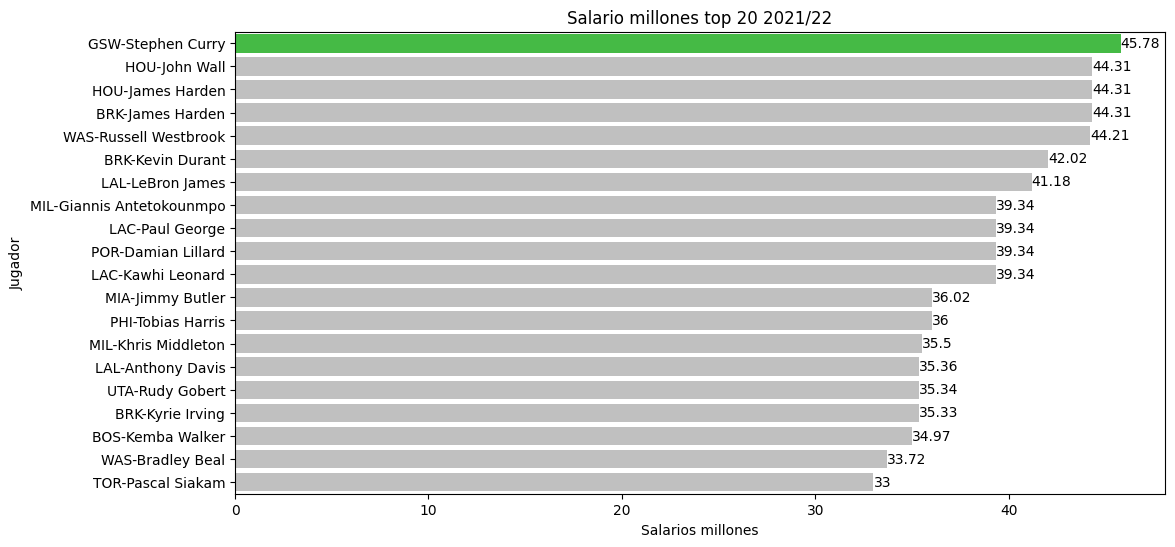 Salario millones top 20 2021/22
Jugador
GSW-Stephen Curry 45.78
HOU-John Wall 44.31
HOU-James Harden 44.31
BRK-James Harden 44.31
WAS-Russell Westbrook 44.21
BRK-Kevin Durant 42.02
LAL-LeBron James 41.18
MIL-Giannis Antetokounmpo 39.34
LAC-Paul George 39.34
POR-Damian Lillard 39.34
LAC-Kawhi Leonard 39.34
MIA-Jimmy Butler 36.02
PHI-Tobias Harris 36
MIL-Khris Middleton 35.5
LAL-Anthony Davis 35.36
UTA-Rudy Gobert 35.34
BRK-Kyrie Irving 35.33
BOS-Kemba Walker 34.97
WAS-Bradley Beal 33.72
TOR-Pascal Siakam 33
0 10 20 30 40
Salarios millones